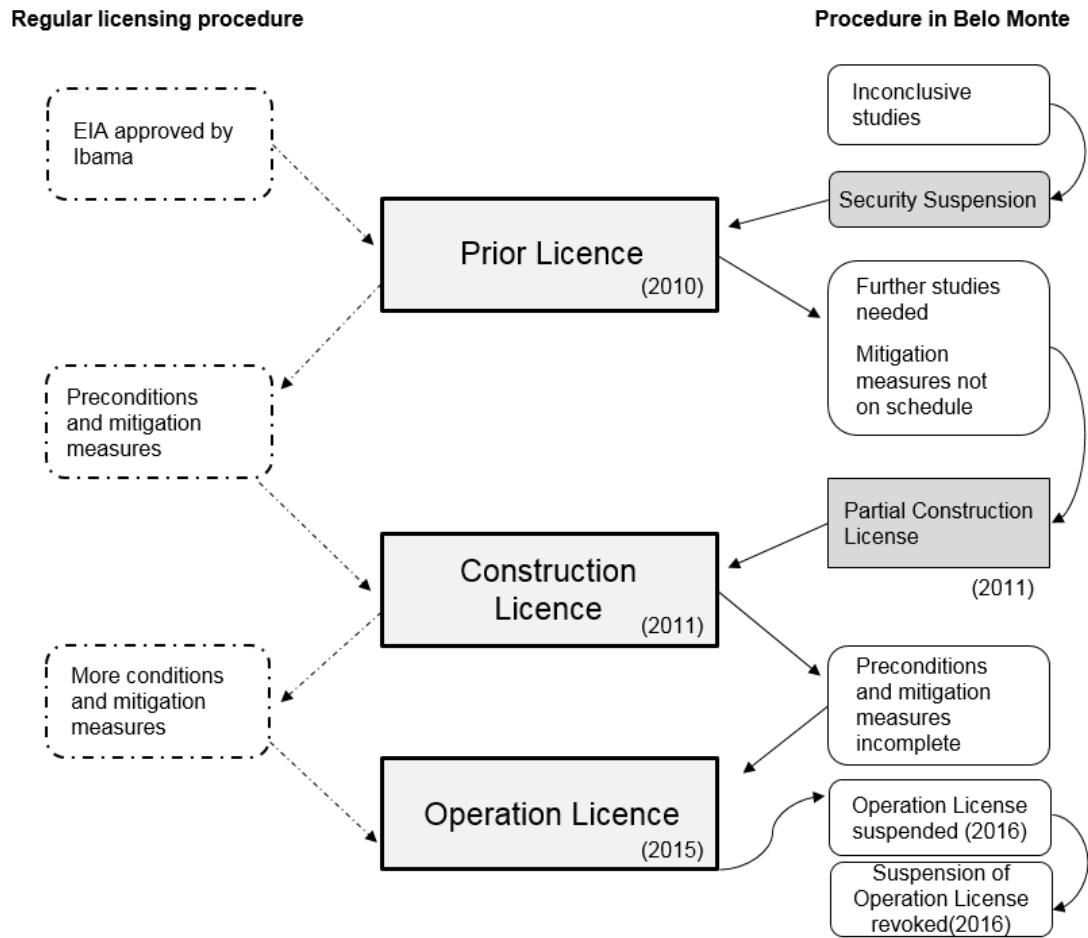 Regular licensing procedure
Procedure in Belo Monte
EIA approved by
Ibama
Inconclusive
studies
Security Suspension
Prior Licence
(2010)
Further studies
needed
Mitigation
measures not
on schedule
Preconditions
and mitigation
measures
Partial Construction
License
(2011)
Construction
Licence
(2011)
More conditions
and mitigation
measures
Preconditions
and mitigation
measures
incomplete
Operation Licence
(2015)
Operation License
suspended (2016)
Suspension of
Operation License
revoked(2016)